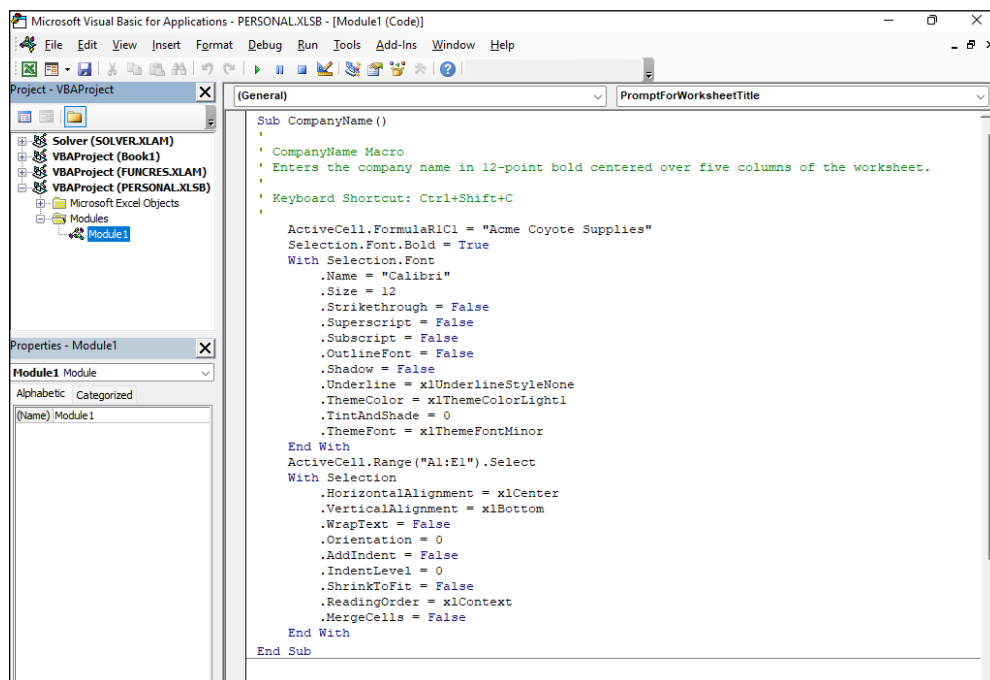 Microsoft Visual Basic for Applications - PERSONAL.XLSB - [Module1 (Code)]
File Edit View Insert Format Debug Run Tools Add-Ins Window Help
Project - VBAProject
Solver (SOLVER.XLAM)
VBAProject (Book1)
VBAProject (FUNCRES.XLAM)
VBAProject (PERSONAL.XLSB)
Microsoft Excel Objects
Modules
Module1
Properties - Module1
Module1 Module
Alphabetic Categorized
(Name) Module1
(General) PromptForWorksheetTitle
Sub CompanyName()
'
' CompanyName Macro
' Enters the company name in 12-point bold centered over five columns of the worksheet.
'
' Keyboard Shortcut: Ctrl+Shift+C
'
ActiveCell.FormulaR1C1 = "Acme Coyote Supplies"
Selection.Font.Bold = True
With Selection.Font
.Name = "Calibri"
.Size = 12
.Strikethrough = False
.Superscript = False
.Subscript = False
.OutlineFont = False
.Shadow = False
.Underline = xlUnderlineStyleNone
.ThemeColor = xlThemeColorLight1
.TintAndShade = 0
.ThemeFont = xlThemeFontMinor
End With
ActiveCell.Range("A1:E1").Select
With Selection
.HorizontalAlignment = xlCenter
.VerticalAlignment = xlBottom
.WrapText = False
.Orientation = 0
.AddIndent = False
.IndentLevel = 0
.ShrinkToFit = False
.ReadingOrder = xlContext
.MergeCells = False
End With
End Sub